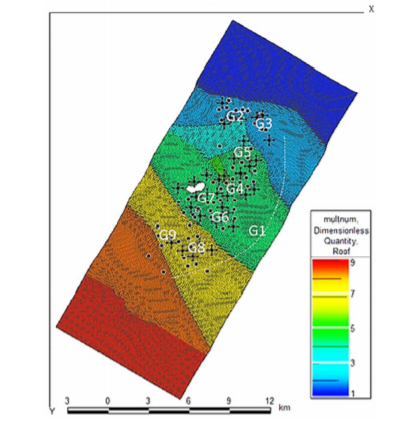 X
G2
G3
G5
G4
G7
G6
G1
G9
G8
multnum,
Dimensionless
Quantity,
Roof
9
7
5
3
1
Y
3 0 3 6 9 12 km